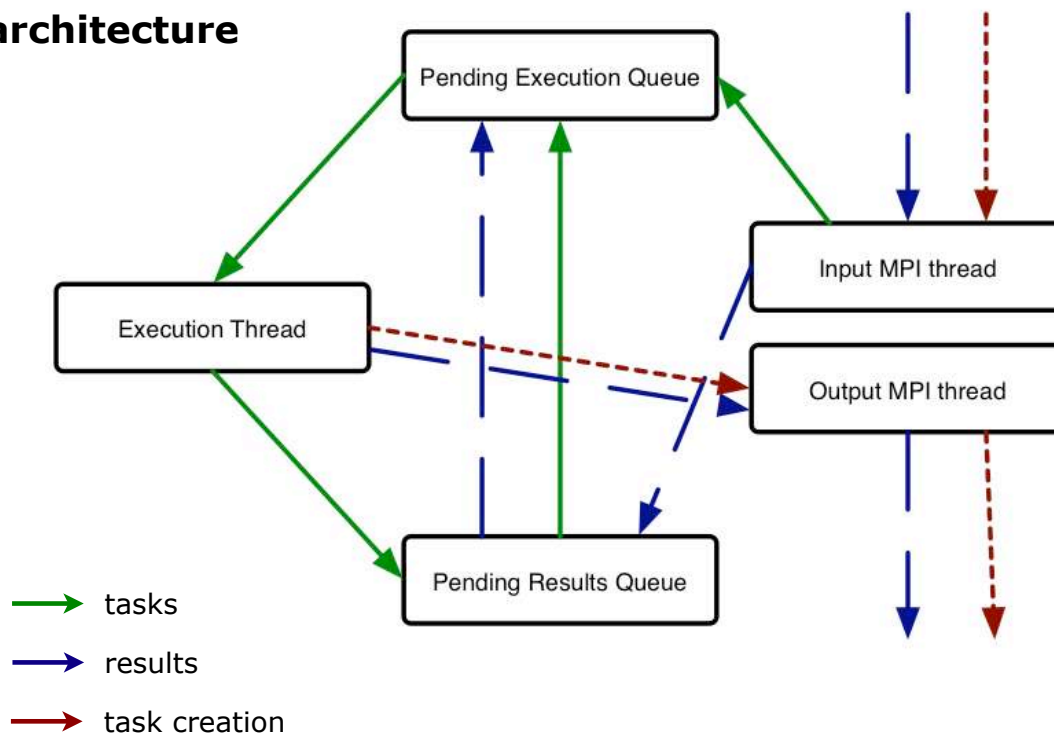 architecture
Pending Execution Queue
Input MPI thread
Execution Thread
Output MPI thread
Pending Results Queue
tasks
results
task creation